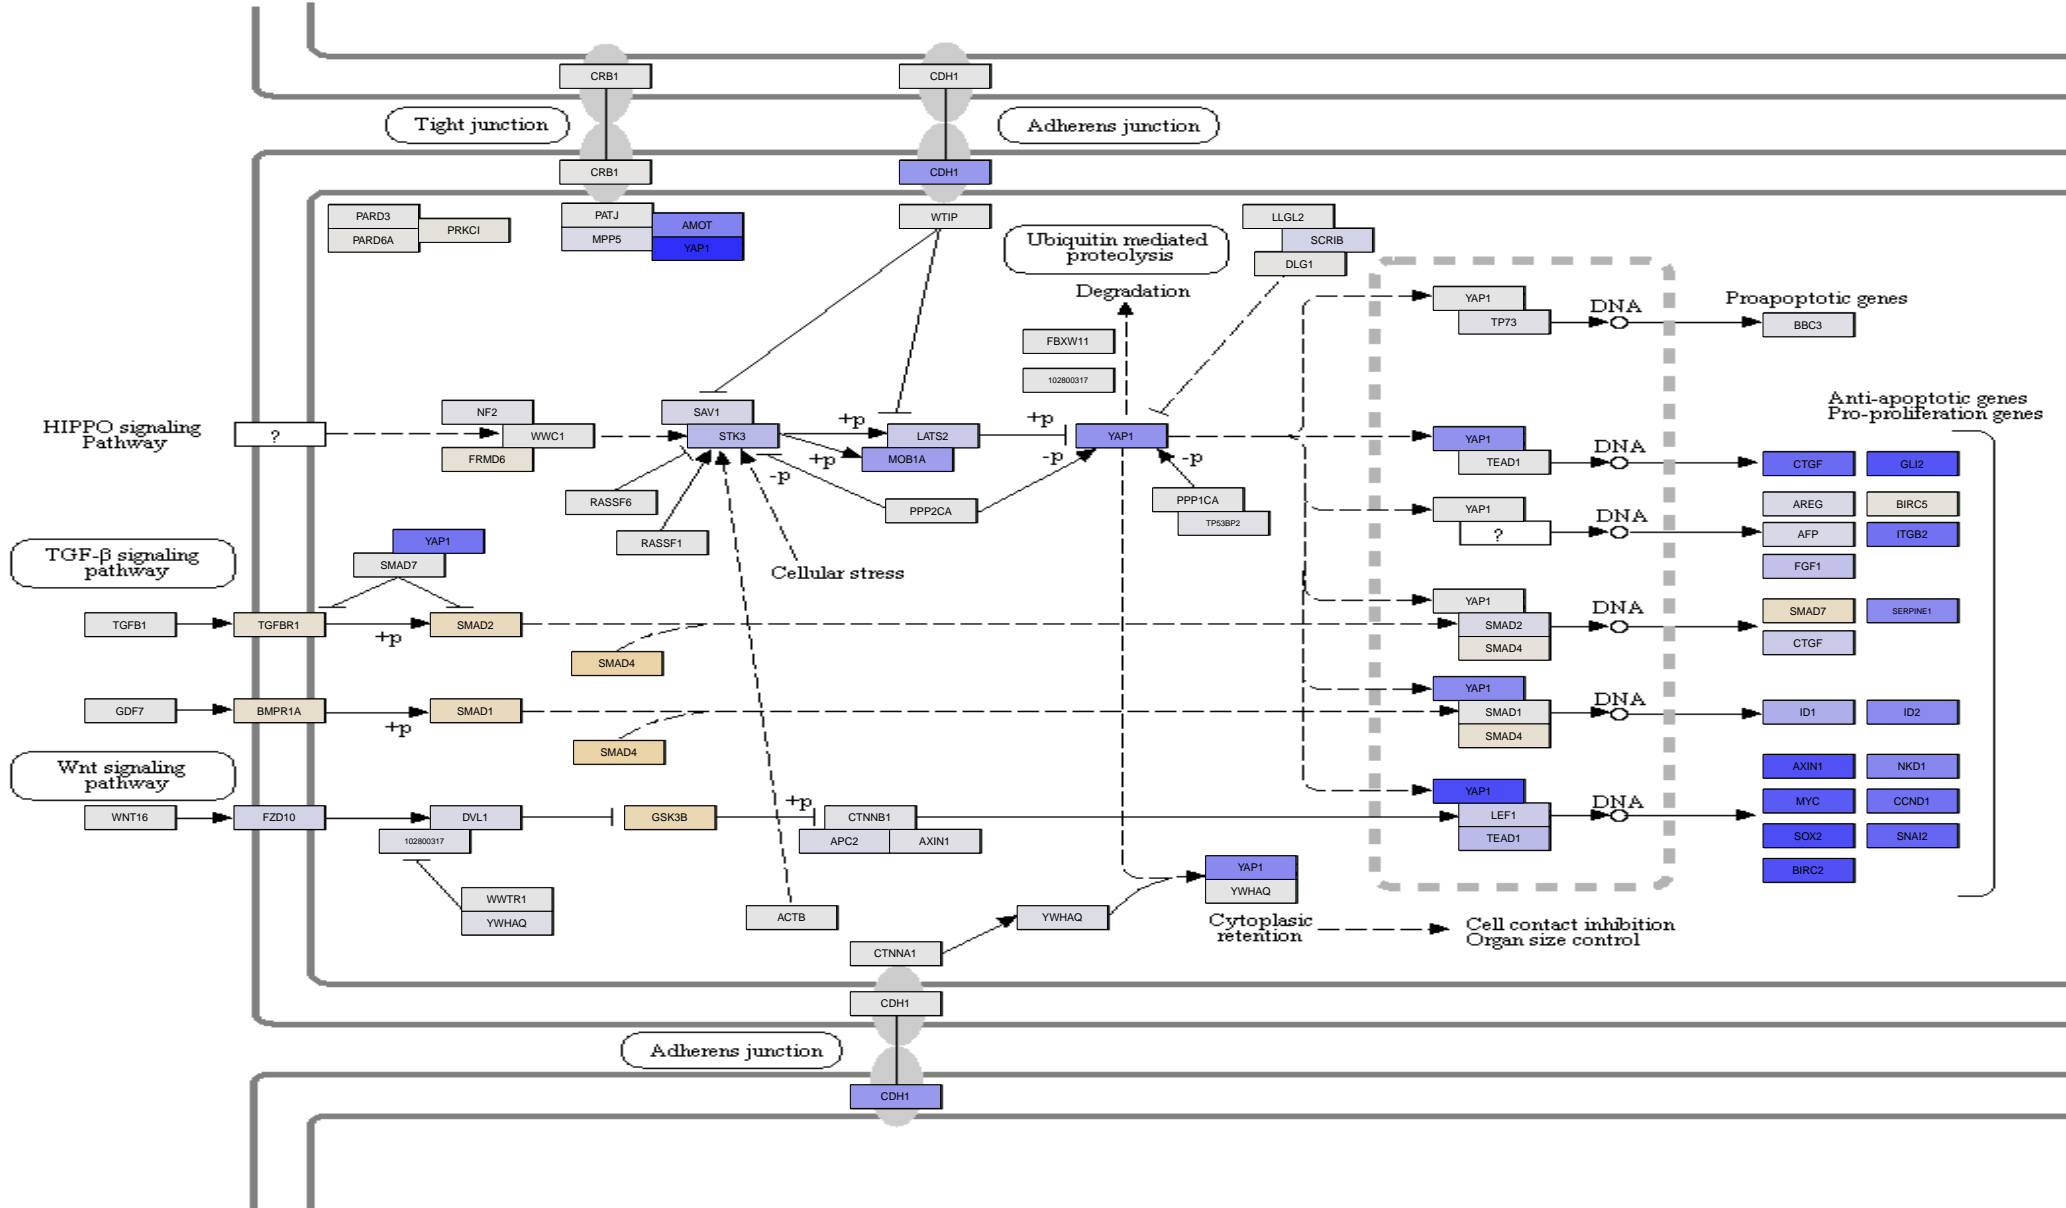 CRB1
CDH1
Tight junction
Adherens junction
CRB1
CDH1
PARD3
PRKCI
PARD6A
PATJ
AMOT
MPP5
YAP1
WTIP
LLGL2
SCRIB
DLG1
Ubiquitin mediated
proteolysis
Degradation
FBXW11
102800317
YAP1
TP73
DNA
Proapoptotic genes
BBC3
Anti-apoptotic genes
Pro-proliferation genes
HIPPO signaling
Pathway
?
NF2
WWC1
FRMD6
SAV1
STK3
+p
+p
-p
LATS2
MOB1A
+p
-p
YAP1
-p
RASSF6
RASSF1
PPP2CA
PPP1CA
TP53BP2
Cellular stress
YAP1
TEAD1
DNA
CTGF
GLI2
YAP1
?
DNA
AREG
BIRC5
AFP
ITGB2
FGF1
TGF-β signaling
pathway
YAP1
SMAD7
TGFB1
TGFBR1
+p
SMAD2
SMAD4
YAP1
SMAD2
SMAD4
DNA
SMAD7
SERPINE1
CTGF
GDF7
BMPR1A
+p
SMAD1
SMAD4
YAP1
SMAD1
SMAD4
DNA
ID1
ID2
Wnt signaling
pathway
WNT16
FZD10
DVL1
102800317
GSK3B
+p
CTNNB1
APC2
AXIN1
YAP1
LEF1
TEAD1
DNA
AXIN1
NKD1
MYC
CCND1
SOX2
SNAI2
BIRC2
WWTR1
YWHAQ
ACTB
YWHAQ
YAP1
YWHAQ
Cytoplasic
retention
Cell contact inhibition
Organ size control
CTNNA1
CDH1
Adherens junction
CDH1